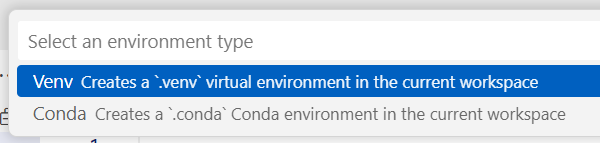 Select an environment type
Venv Creates a `.venv` virtual environment in the current workspace
Conda Creates a `.conda` Conda environment in the current workspace
1